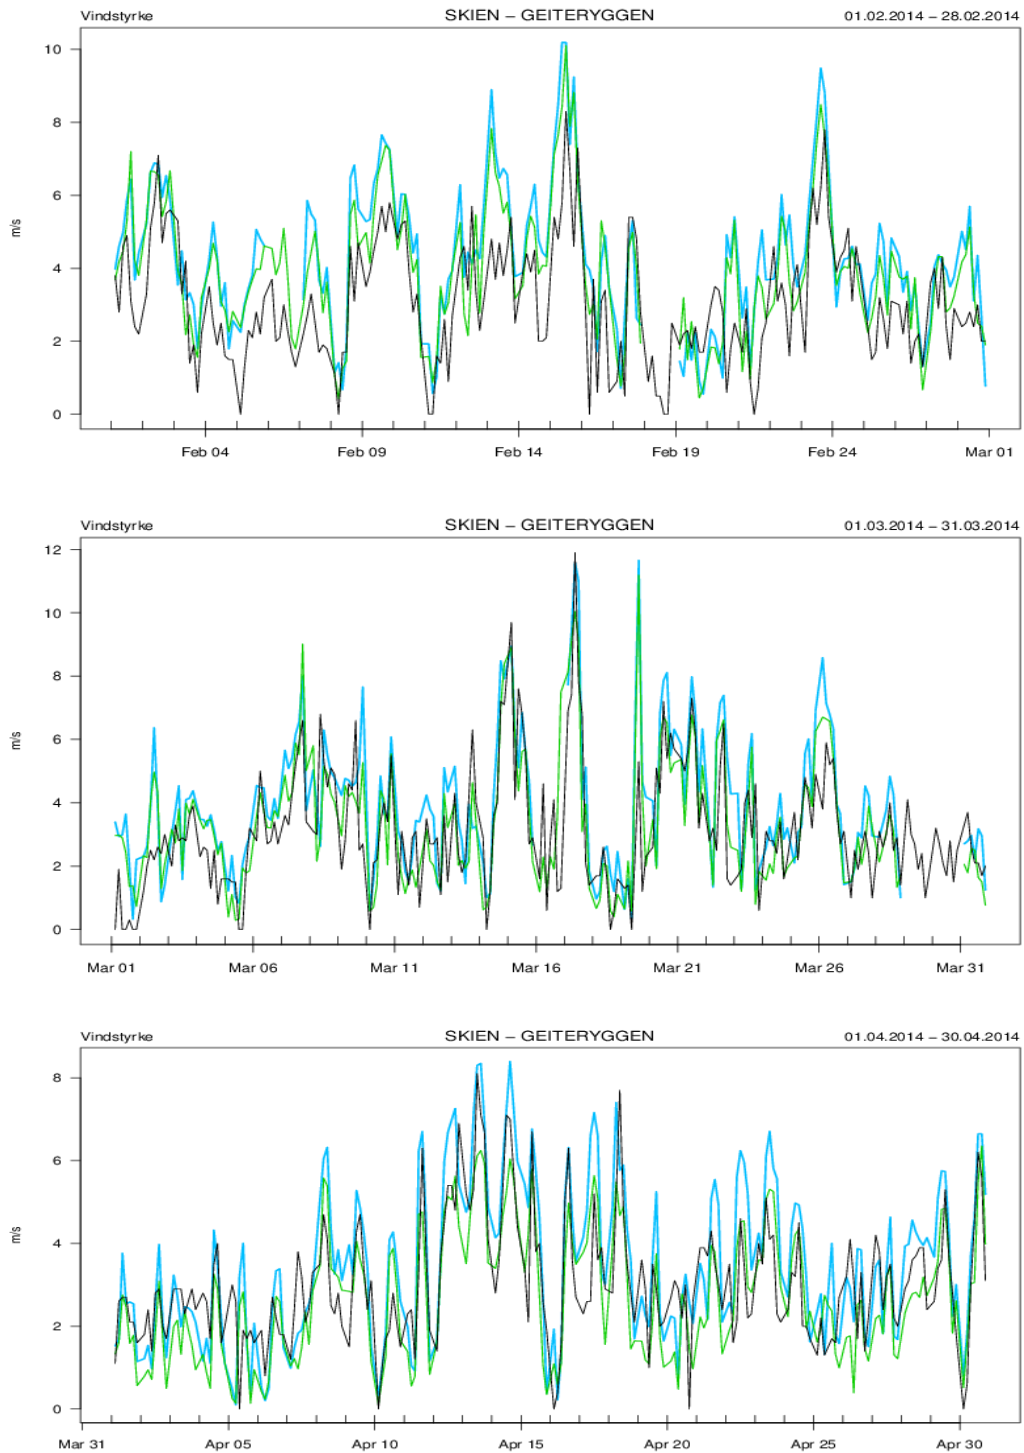 Vindstyrke SKIEN – GEITERYGGEN 01.02.2014 – 28.02.2014
10
8
6
4
2
0
m/s
Feb 04 Feb 09 Feb 14 Feb 19 Feb 24 Mar 01
Vindstyrke SKIEN – GEITERYGGEN 01.03.2014 – 31.03.2014
12
10
8
6
4
2
0
m/s
Mar 01 Mar 06 Mar 11 Mar 16 Mar 21 Mar 26 Mar 31
Vindstyrke SKIEN – GEITERYGGEN 01.04.2014 – 30.04.2014
8
6
4
2
0
m/s
Mar 31 Apr 05 Apr 10 Apr 15 Apr 20 Apr 25 Apr 30